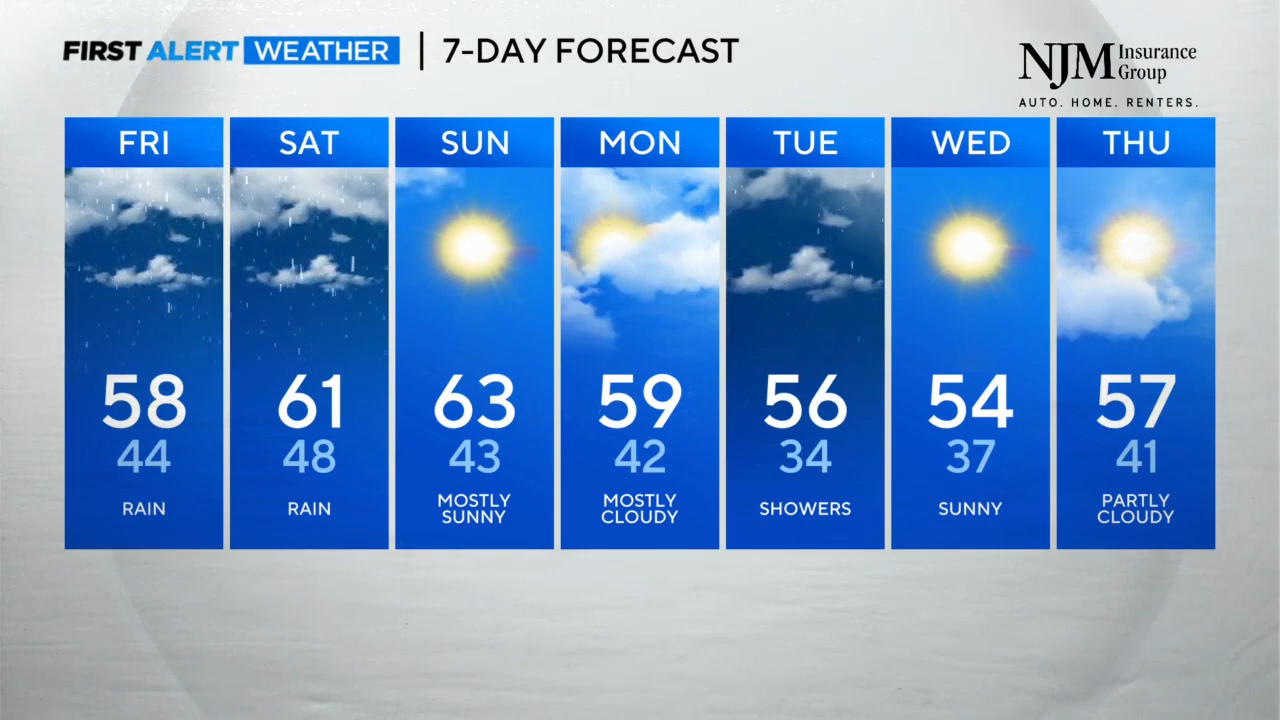 FIRST ALERT WEATHER | 7-DAY FORECAST
NJM Insurance Group
AUTO. HOME. RENTERS.
FRI SAT SUN MON TUE WED THU
58 61 63 59 56 54 57
44 48 43 42 34 37 41
RAIN RAIN MOSTLY SUNNY MOSTLY CLOUDY SHOWERS SUNNY PARTLY CLOUDY